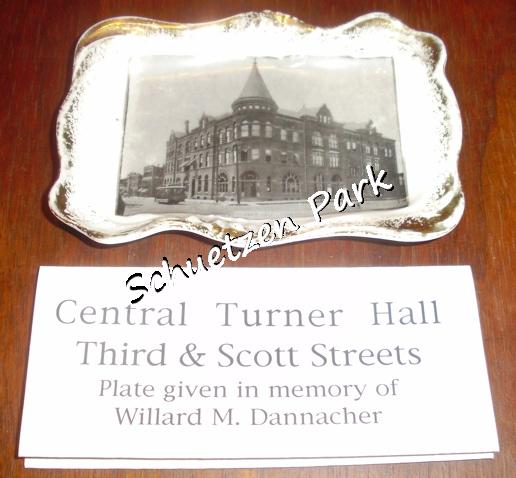 Schuetzen Park
Central Turner Hall
Third & Scott Streets
Plate given in memory of
Willard M. Dannacher